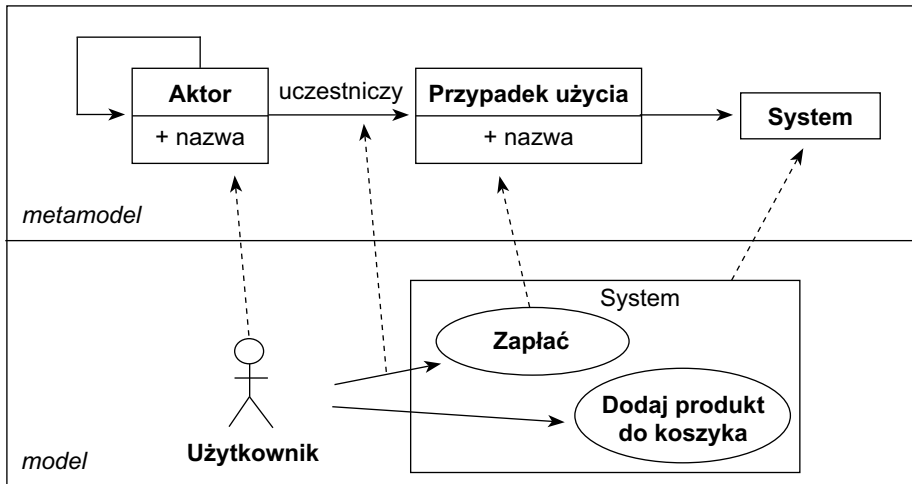 Aktor
+ nazwa
uczestniczy
Przypadek użycia
+ nazwa
System
metamodel
System
Zapłać
Dodaj produkt
do koszyka
Użytkownik
model